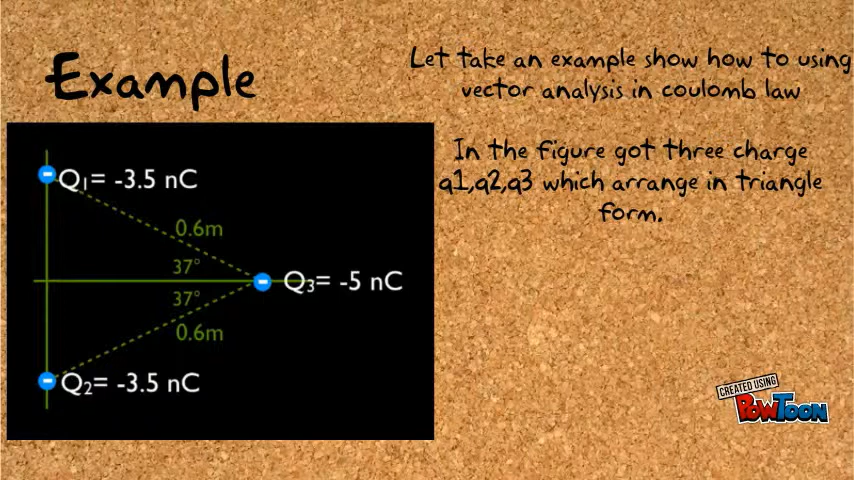 Example
Let take an example show how to using
vector analysis in coulomb law
In the figure got three charge
q1,q2,q3 which arrange in triangle
form.
Q₁= -3.5 nC
0.6m
37°
Q₃= -5 nC
37°
0.6m
Q₂= -3.5 nC
CREATED USING
POWTOON